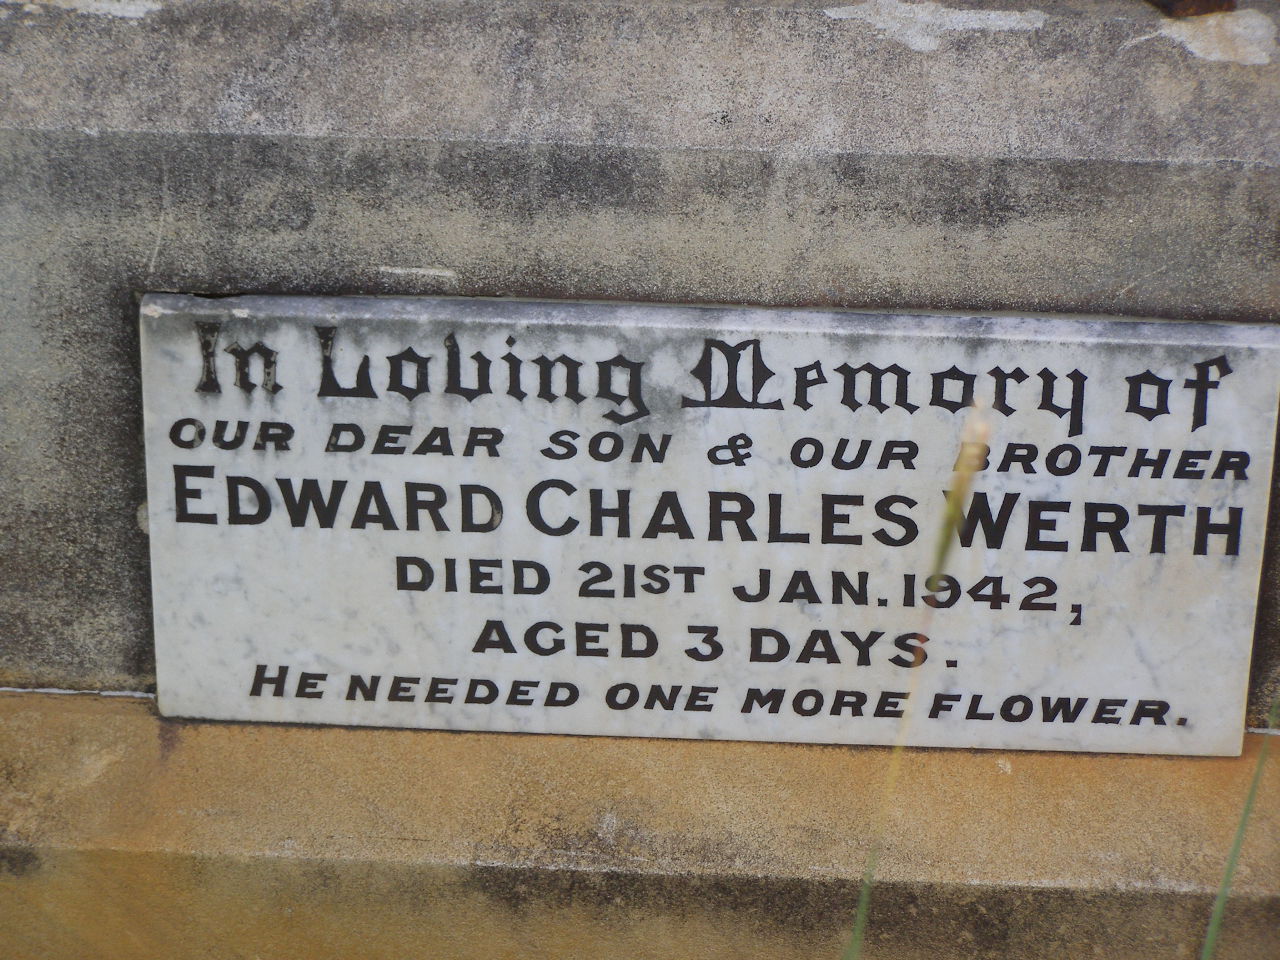 In Loving Memory of
OUR DEAR SON & OUR BROTHER
EDWARD CHARLES WERTH
DIED 21ST JAN. 1942,
AGED 3 DAYS.
HE NEEDED ONE MORE FLOWER.